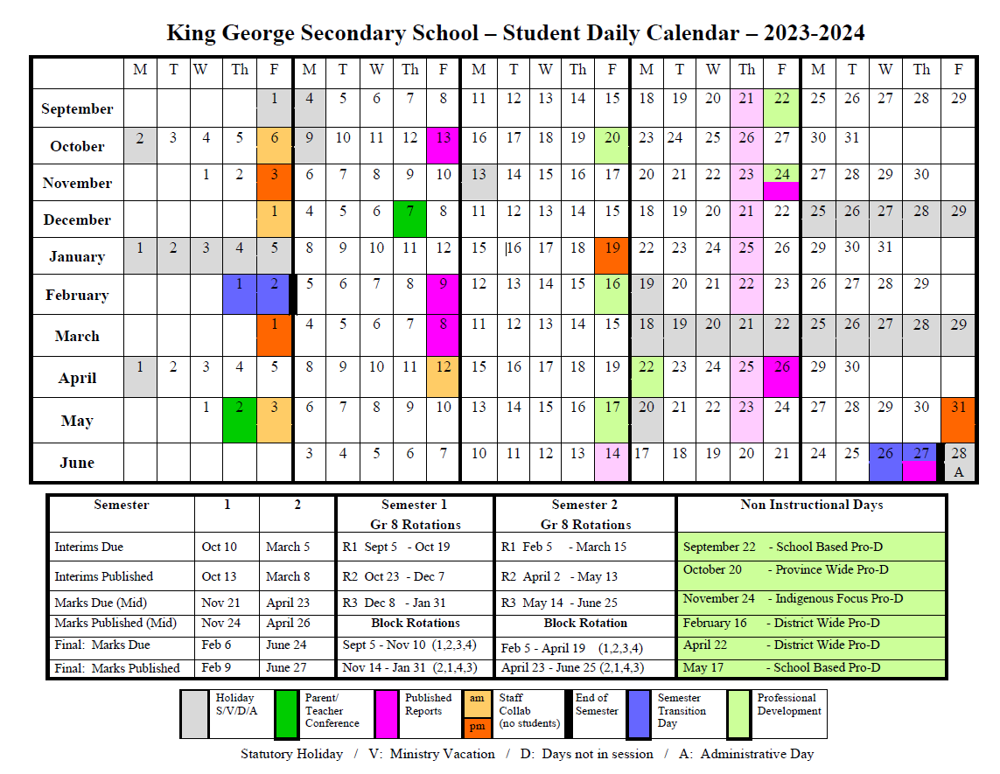 King George Secondary School – Student Daily Calendar – 2023-2024
M T W Th F M T W Th F M T W Th F M T W Th F M T W Th F
September 1 4 5 6 7 8 11 12 13 14 15 18 19 20 21 22 25 26 27 28 29
October 2 3 4 5 6 9 10 11 12 13 16 17 18 19 20 23 24 25 26 27 30 31
November 1 2 3 6 7 8 9 10 13 14 15 16 17 20 21 22 23 24 27 28 29 30
December 1 4 5 6 7 8 11 12 13 14 15 18 19 20 21 22 25 26 27 28 29
January 1 2 3 4 5 8 9 10 11 12 15 16 17 18 19 22 23 24 25 26 29 30 31
February 1 2 5 6 7 8 9 12 13 14 15 16 19 20 21 22 23 26 27 28 29
March 1 4 5 6 7 8 11 12 13 14 15 18 19 20 21 22 25 26 27 28 29
April 1 2 3 4 5 8 9 10 11 12 15 16 17 18 19 22 23 24 25 26 29 30
May 1 2 3 6 7 8 9 10 13 14 15 16 17 20 21 22 23 24 27 28 29 30 31
June 3 4 5 6 7 10 11 12 13 14 17 18 19 20 21 24 25 26 27 28
A
Semester 1 2 Semester 1 Semester 2 Non Instructional Days
Gr 8 Rotations Gr 8 Rotations
Interims Due Oct 10 March 5 R1 Sept 5 - Oct 19 R1 Feb 5 - March 15 September 22 - School Based Pro-D
Interims Published Oct 13 March 8 R2 Oct 23 - Dec 7 R2 April 2 - May 13 October 20 - Province Wide Pro-D
Marks Due (Mid) Nov 21 April 23 R3 Dec 8 - Jan 31 R3 May 14 - June 25 November 24 - Indigenous Focus Pro-D
Marks Published (Mid) Nov 24 April 26 Block Rotations Block Rotation February 16 - District Wide Pro-D
Final: Marks Due Feb 6 June 24 Sept 5 - Nov 10 (1,2,3,4) Feb 5 - April 19 (1,2,3,4) April 22 - District Wide Pro-D
Final: Marks Published Feb 9 June 27 Nov 14 - Jan 31 (2,1,4,3) April 23 - June 25 (2,1,4,3) May 17 - School Based Pro-D
Holiday Parent/ Published am Staff End of Semester Professional
S/V/D/A Teacher Reports Collab Semester Transition Development
Conference pm (no students) Day
Statutory Holiday / V: Ministry Vacation / D: Days not in session / A: Administrative Day